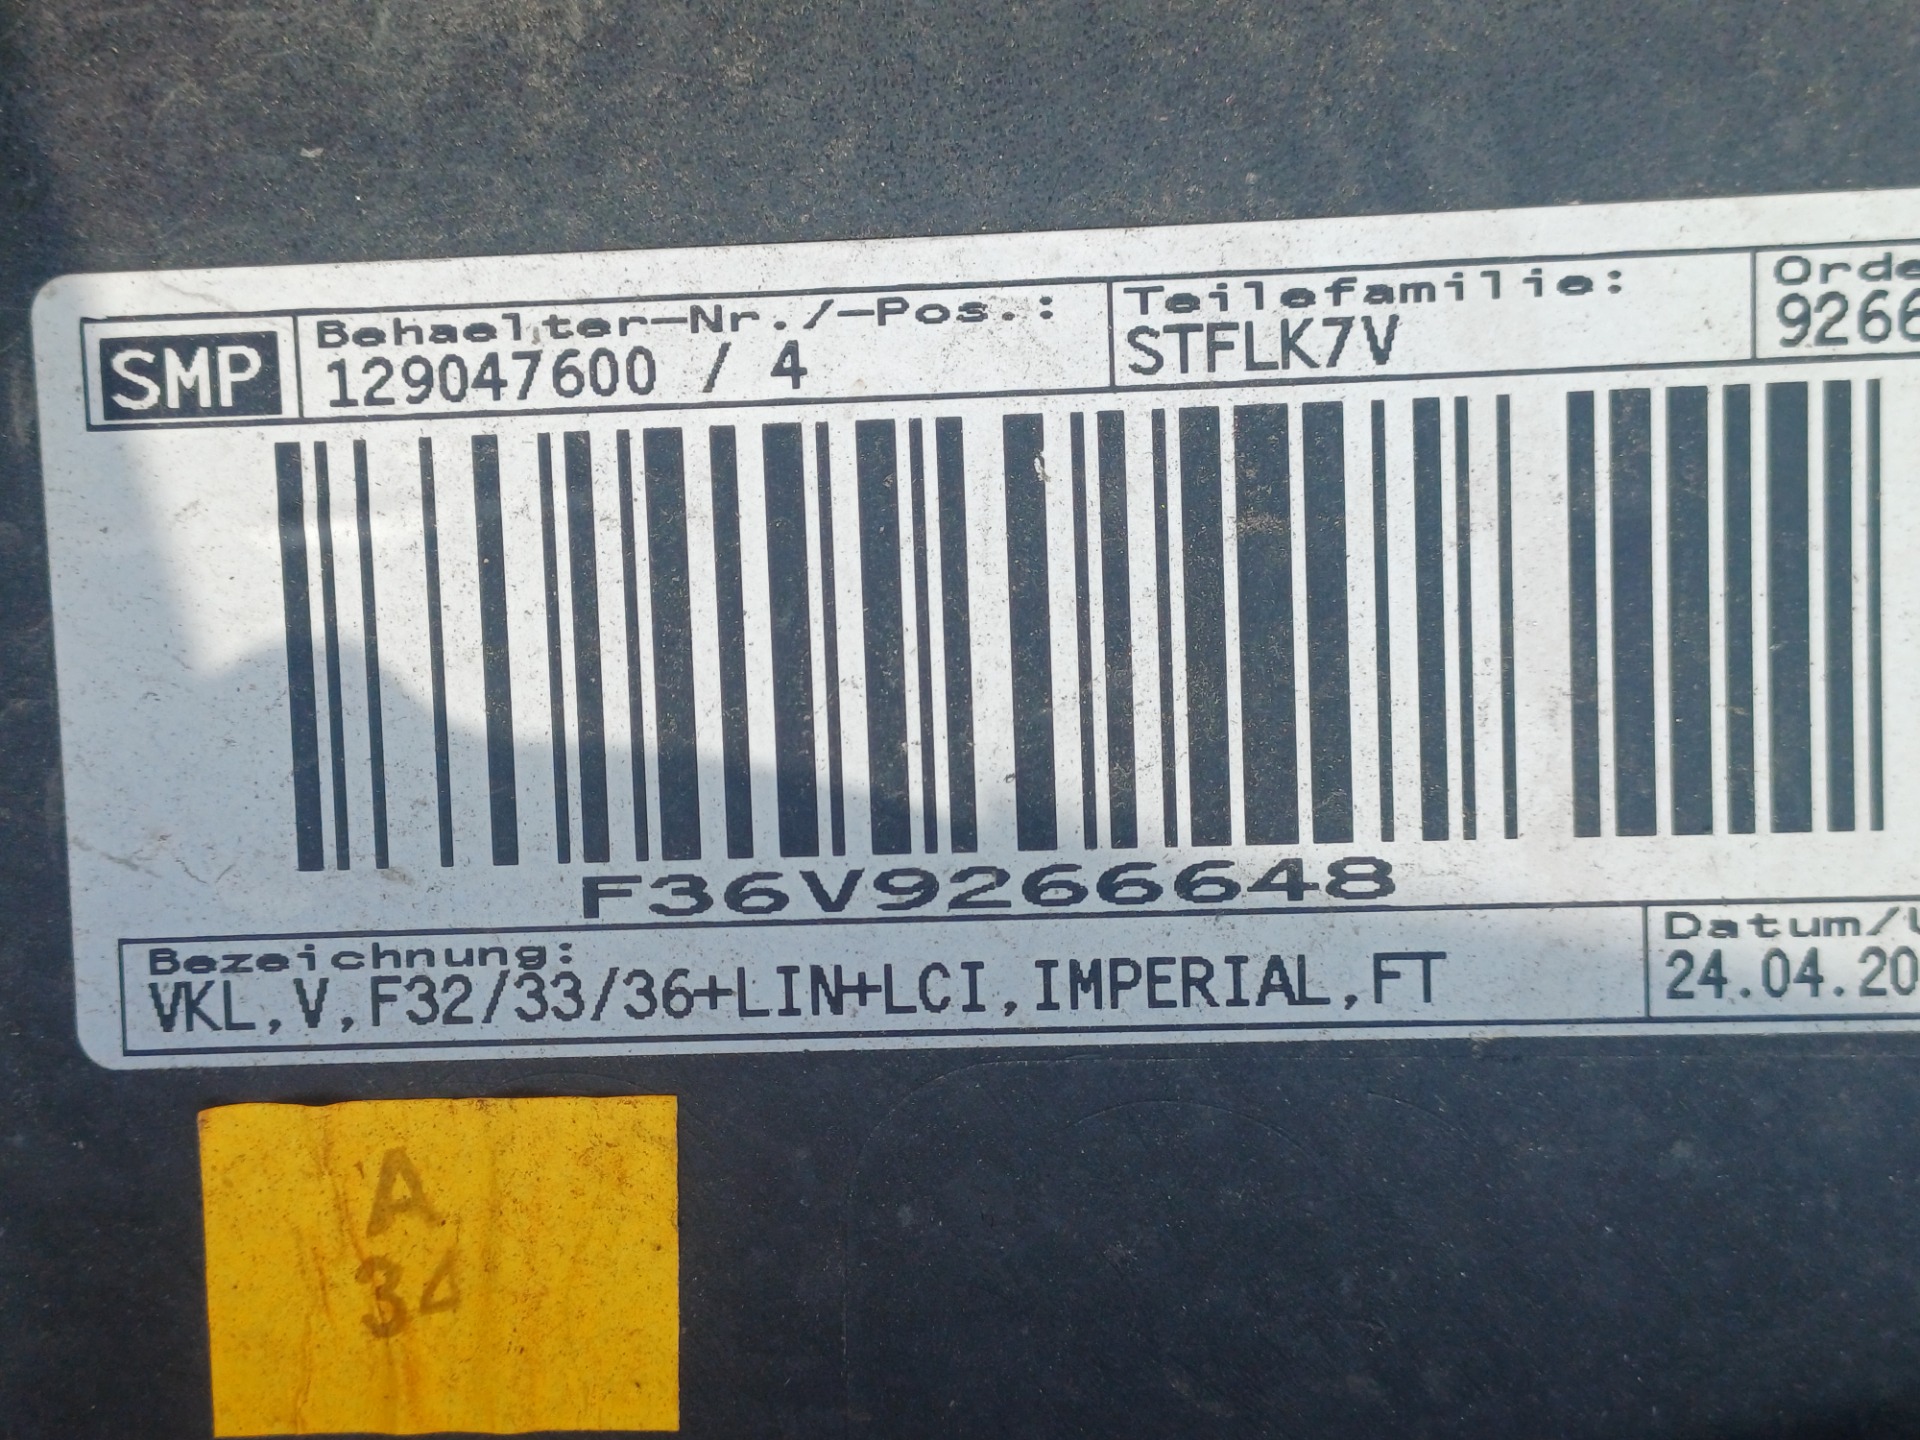 SMP
Behaelter-Nr./-Pos.:
129047600 / 4
Teilefamilie:
STFLK7V
Orde
9266
F36V9266648
Bezeichnung:
VKL,V,F32/33/36+LIN+LCI,IMPERIAL,FT
Datum/U
24.04.20
A
34